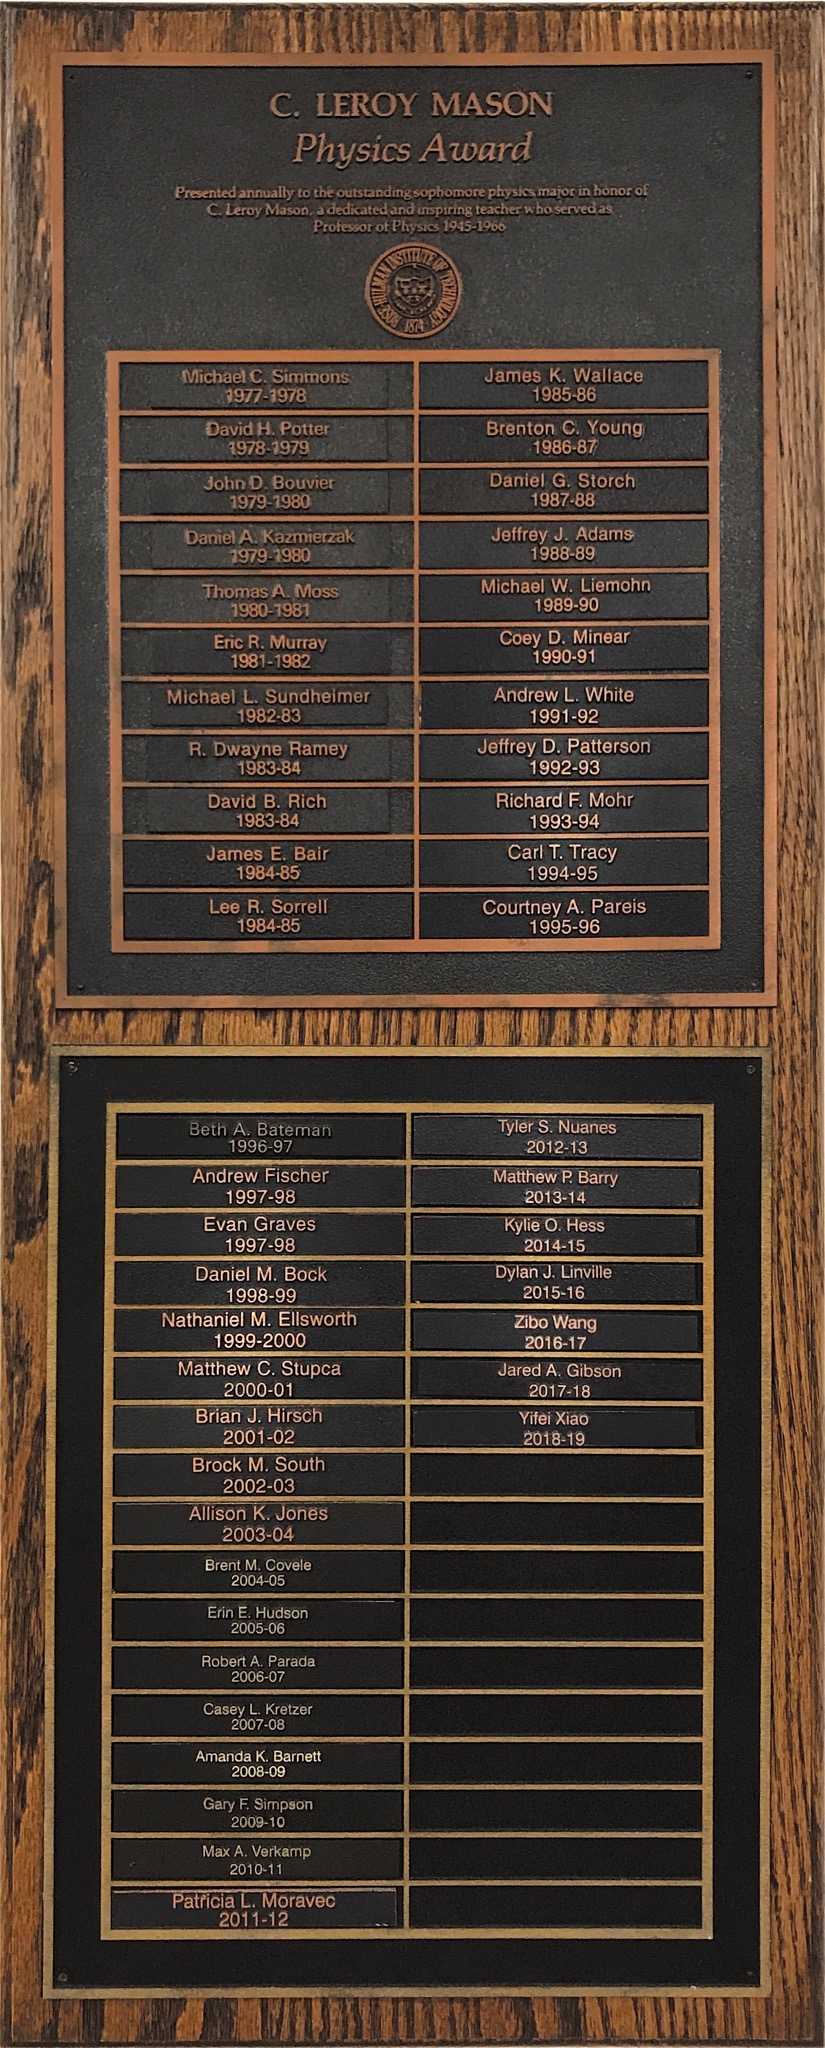 C. LEROY MASON
Physics Award
Presented annually to the outstanding sophomore physics major in honor of
C. Leroy Mason, a dedicated and inspiring teacher who served as
Professor of Physics 1945-1966
ROSE-HULMAN INSTITUTE OF TECHNOLOGY
1874
Michael C. Simmons
1977-1978
David H. Potter
1978-1979
John D. Bouvier
1979-1980
Daniel A. Kazmierzak
1979-1980
Thomas A. Moss
1980-1981
Eric R. Murray
1981-1982
Michael L. Sundheimer
1982-83
R. Dwayne Ramey
1983-84
David B. Rich
1983-84
James E. Bair
1984-85
Lee R. Sorrell
1984-85
James K. Wallace
1985-86
Brenton C. Young
1986-87
Daniel G. Storch
1987-88
Jeffrey J. Adams
1988-89
Michael W. Liemohn
1989-90
Coey D. Minear
1990-91
Andrew L. White
1991-92
Jeffrey D. Patterson
1992-93
Richard F. Mohr
1993-94
Carl T. Tracy
1994-95
Courtney A. Pareis
1995-96
Beth A. Bateman
1996-97
Andrew Fischer
1997-98
Evan Graves
1997-98
Daniel M. Bock
1998-99
Nathaniel M. Ellsworth
1999-2000
Matthew C. Stupca
2000-01
Brian J. Hirsch
2001-02
Brock M. South
2002-03
Allison K. Jones
2003-04
Brent M. Covele
2004-05
Erin E. Hudson
2005-06
Robert A. Parada
2006-07
Casey L. Kretzer
2007-08
Amanda K. Barnett
2008-09
Gary F. Simpson
2009-10
Max A. Verkamp
2010-11
Patricia L. Moravec
2011-12
Tyler S. Nuanes
2012-13
Matthew P. Barry
2013-14
Kylie O. Hess
2014-15
Dylan J. Linville
2015-16
Zibo Wang
2016-17
Jared A. Gibson
2017-18
Yifei Xiao
2018-19